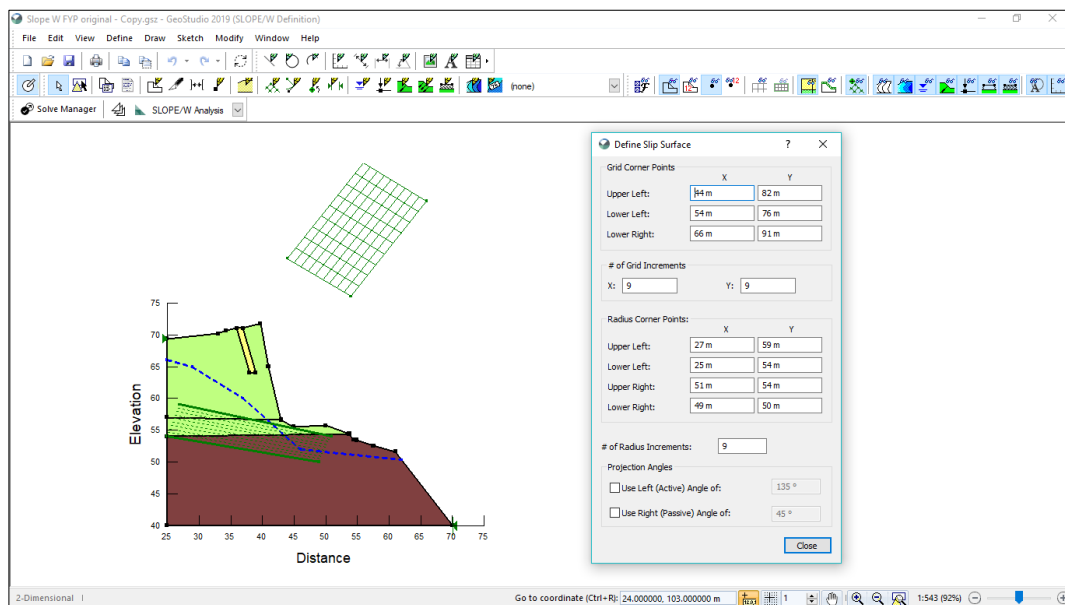 Slope W FYP original - Copy.gsz - GeoStudio 2019 (SLOPE/W Definition)
File Edit View Define Draw Sketch Modify Window Help
(none)
Solve Manager SLOPE/W Analysis
Define Slip Surface ?
Grid Corner Points
X Y
Upper Left: 44 m 82 m
Lower Left: 54 m 76 m
Lower Right: 66 m 91 m
# of Grid Increments
X: 9 Y: 9
Radius Corner Points:
X Y
Upper Left: 27 m 59 m
Lower Left: 25 m 54 m
Upper Right: 51 m 54 m
Lower Right: 49 m 50 m
# of Radius Increments: 9
Projection Angles
Use Left (Active) Angle of: 135 °
Use Right (Passive) Angle of: 45 °
Close
75
70
65
60
55
50
45
40
Elevation
25 30 35 40 45 50 55 60 65 70 75
Distance
2-Dimensional
Go to coordinate (Ctrl+R): 24.000000, 103.000000 m 1 1:543 (92%)